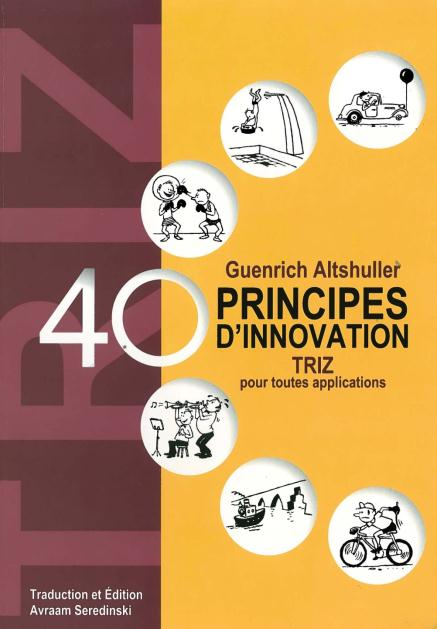 TRIZ
Guenrich Altshuller
40 PRINCIPES
D'INNOVATION
TRIZ
pour toutes applications
Traduction et Édition
Avraam Seredinski